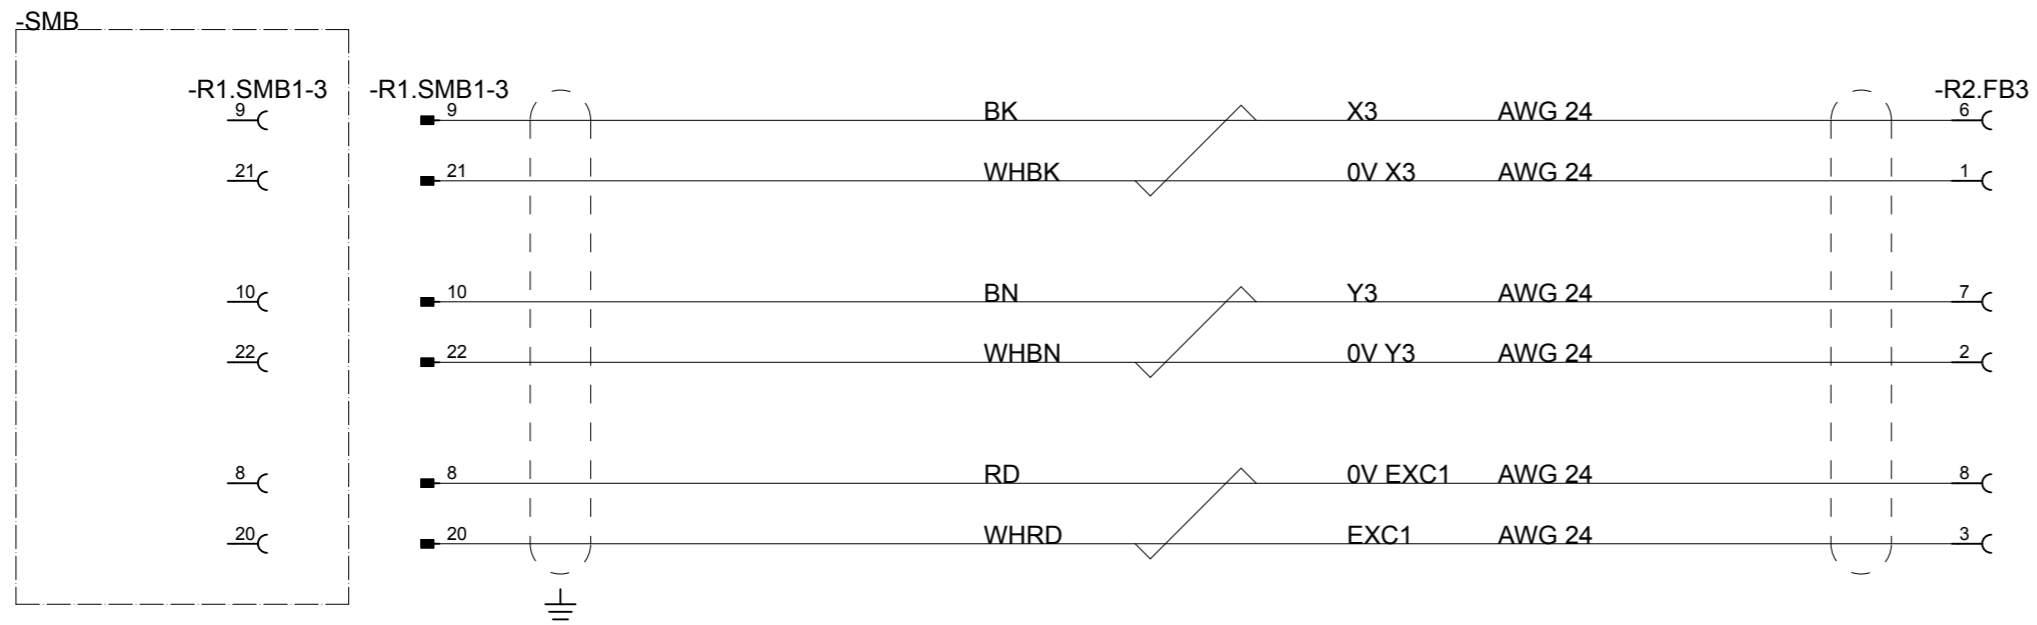 -SMB
-R1.SMB1-3 -R1.SMB1-3 -R2.FB3
9 9 BK X3 AWG 24 6
21 21 WHBK 0V X3 AWG 24 1
10 10 BN Y3 AWG 24 7
22 22 WHBN 0V Y3 AWG 24 2
8 8 RD 0V EXC1 AWG 24 8
20 20 WHRD EXC1 AWG 24 3